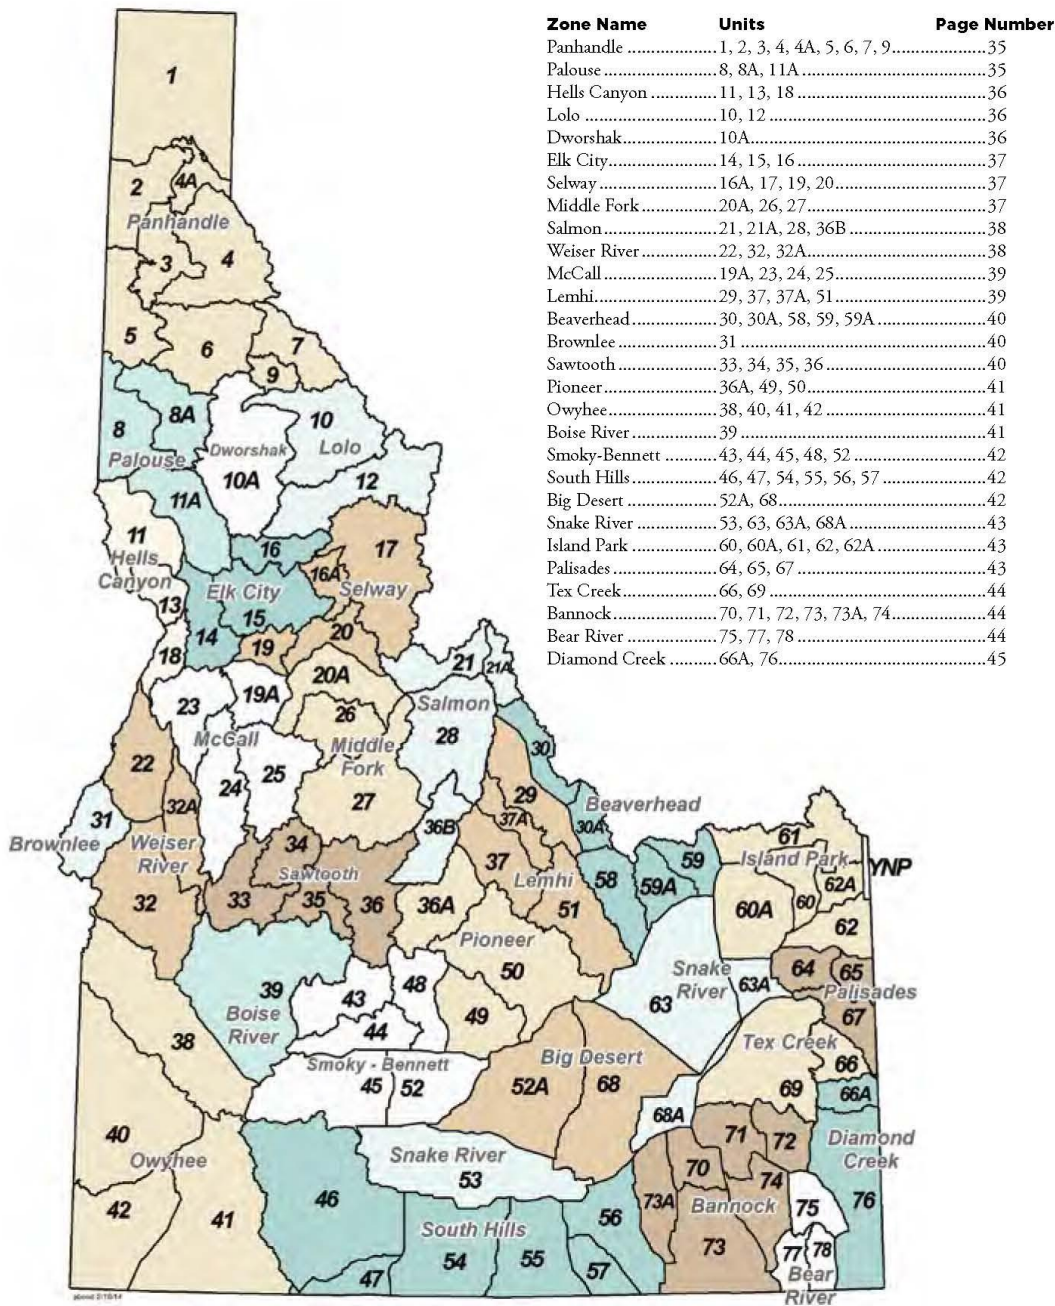 Zone Name Units Page Number
Panhandle ................... 1, 2, 3, 4, 4A, 5, 6, 7, 9 ................... 35
Palouse ................... 8, 8A, 11A ................... 35
Hells Canyon ................... 11, 13, 18 ................... 36
Lolo ................... 10, 12 ................... 36
Dworshak ................... 10A ................... 36
Elk City ................... 14, 15, 16 ................... 37
Selway ................... 16A, 17, 19, 20 ................... 37
Middle Fork ................... 20A, 26, 27 ................... 37
Salmon ................... 21, 21A, 28, 36B ................... 38
Weiser River ................... 22, 32, 32A ................... 38
McCall ................... 19A, 23, 24, 25 ................... 39
Lemhi ................... 29, 37, 37A, 51 ................... 39
Beaverhead ................... 30, 30A, 58, 59, 59A ................... 40
Brownlee ................... 31 ................... 40
Sawtooth ................... 33, 34, 35, 36 ................... 40
Pioneer ................... 36A, 49, 50 ................... 41
Owyhee ................... 38, 40, 41, 42 ................... 41
Boise River ................... 39 ................... 41
Smoky-Bennett ................... 43, 44, 45, 48, 52 ................... 42
South Hills ................... 46, 47, 54, 55, 56, 57 ................... 42
Big Desert ................... 52A, 68 ................... 42
Snake River ................... 53, 63, 63A, 68A ................... 43
Island Park ................... 60, 60A, 61, 62, 62A ................... 43
Palisades ................... 64, 65, 67 ................... 43
Tex Creek ................... 66, 69 ................... 44
Bannock ................... 70, 71, 72, 73, 73A, 74 ................... 44
Bear River ................... 75, 77, 78 ................... 44
Diamond Creek ................... 66A, 76 ................... 45
1
2
4A
Panhandle
3
4
5
6
7
9
8
8A
Palouse
11A
Dworshak
10A
10
Lolo
12
11
Hells
Canyon
13
18
16
Elk City
15
14
17
16A
Selway
19
20
20A
26
Middle
Fork
27
21
21A
Salmon
28
36B
23
19A
McCall
24
25
22
32A
Weiser
River
32
31
Brownlee
34
Sawtooth
33
35
36
30
29
37A
30A
Beaverhead
37
Lemhi
51
58
59A
59
61
Island Park
YNP
62A
60
60A
62
36A
Pioneer
50
49
39
Boise
River
43
48
44
Smoky - Bennett
45
52
Snake
River
63
63A
64
65
Palisades
67
Tex Creek
66
69
66A
Big Desert
52A
68
68A
38
40
Owyhee
42
41
Snake River
53
46
South Hills
47
54
55
56
57
71
72
70
74
73A
Bannock
73
Diamond
Creek
76
75
77
78
Bear
River